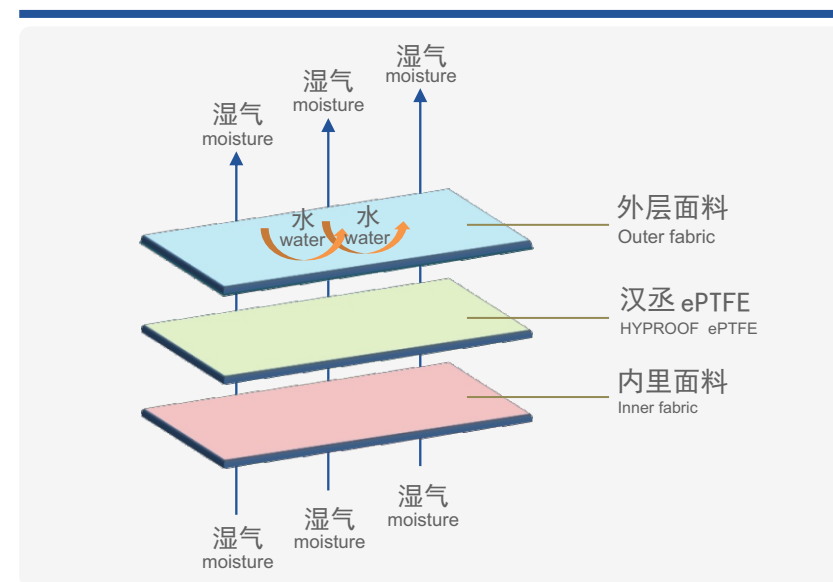 湿气
moisture
湿气
moisture
湿气
moisture
水
water
水
water
外层面料
Outer fabric
汉丞 ePTFE
HYPROOF ePTFE
内里面料
Inner fabric
湿气
moisture
湿气
moisture
湿气
moisture